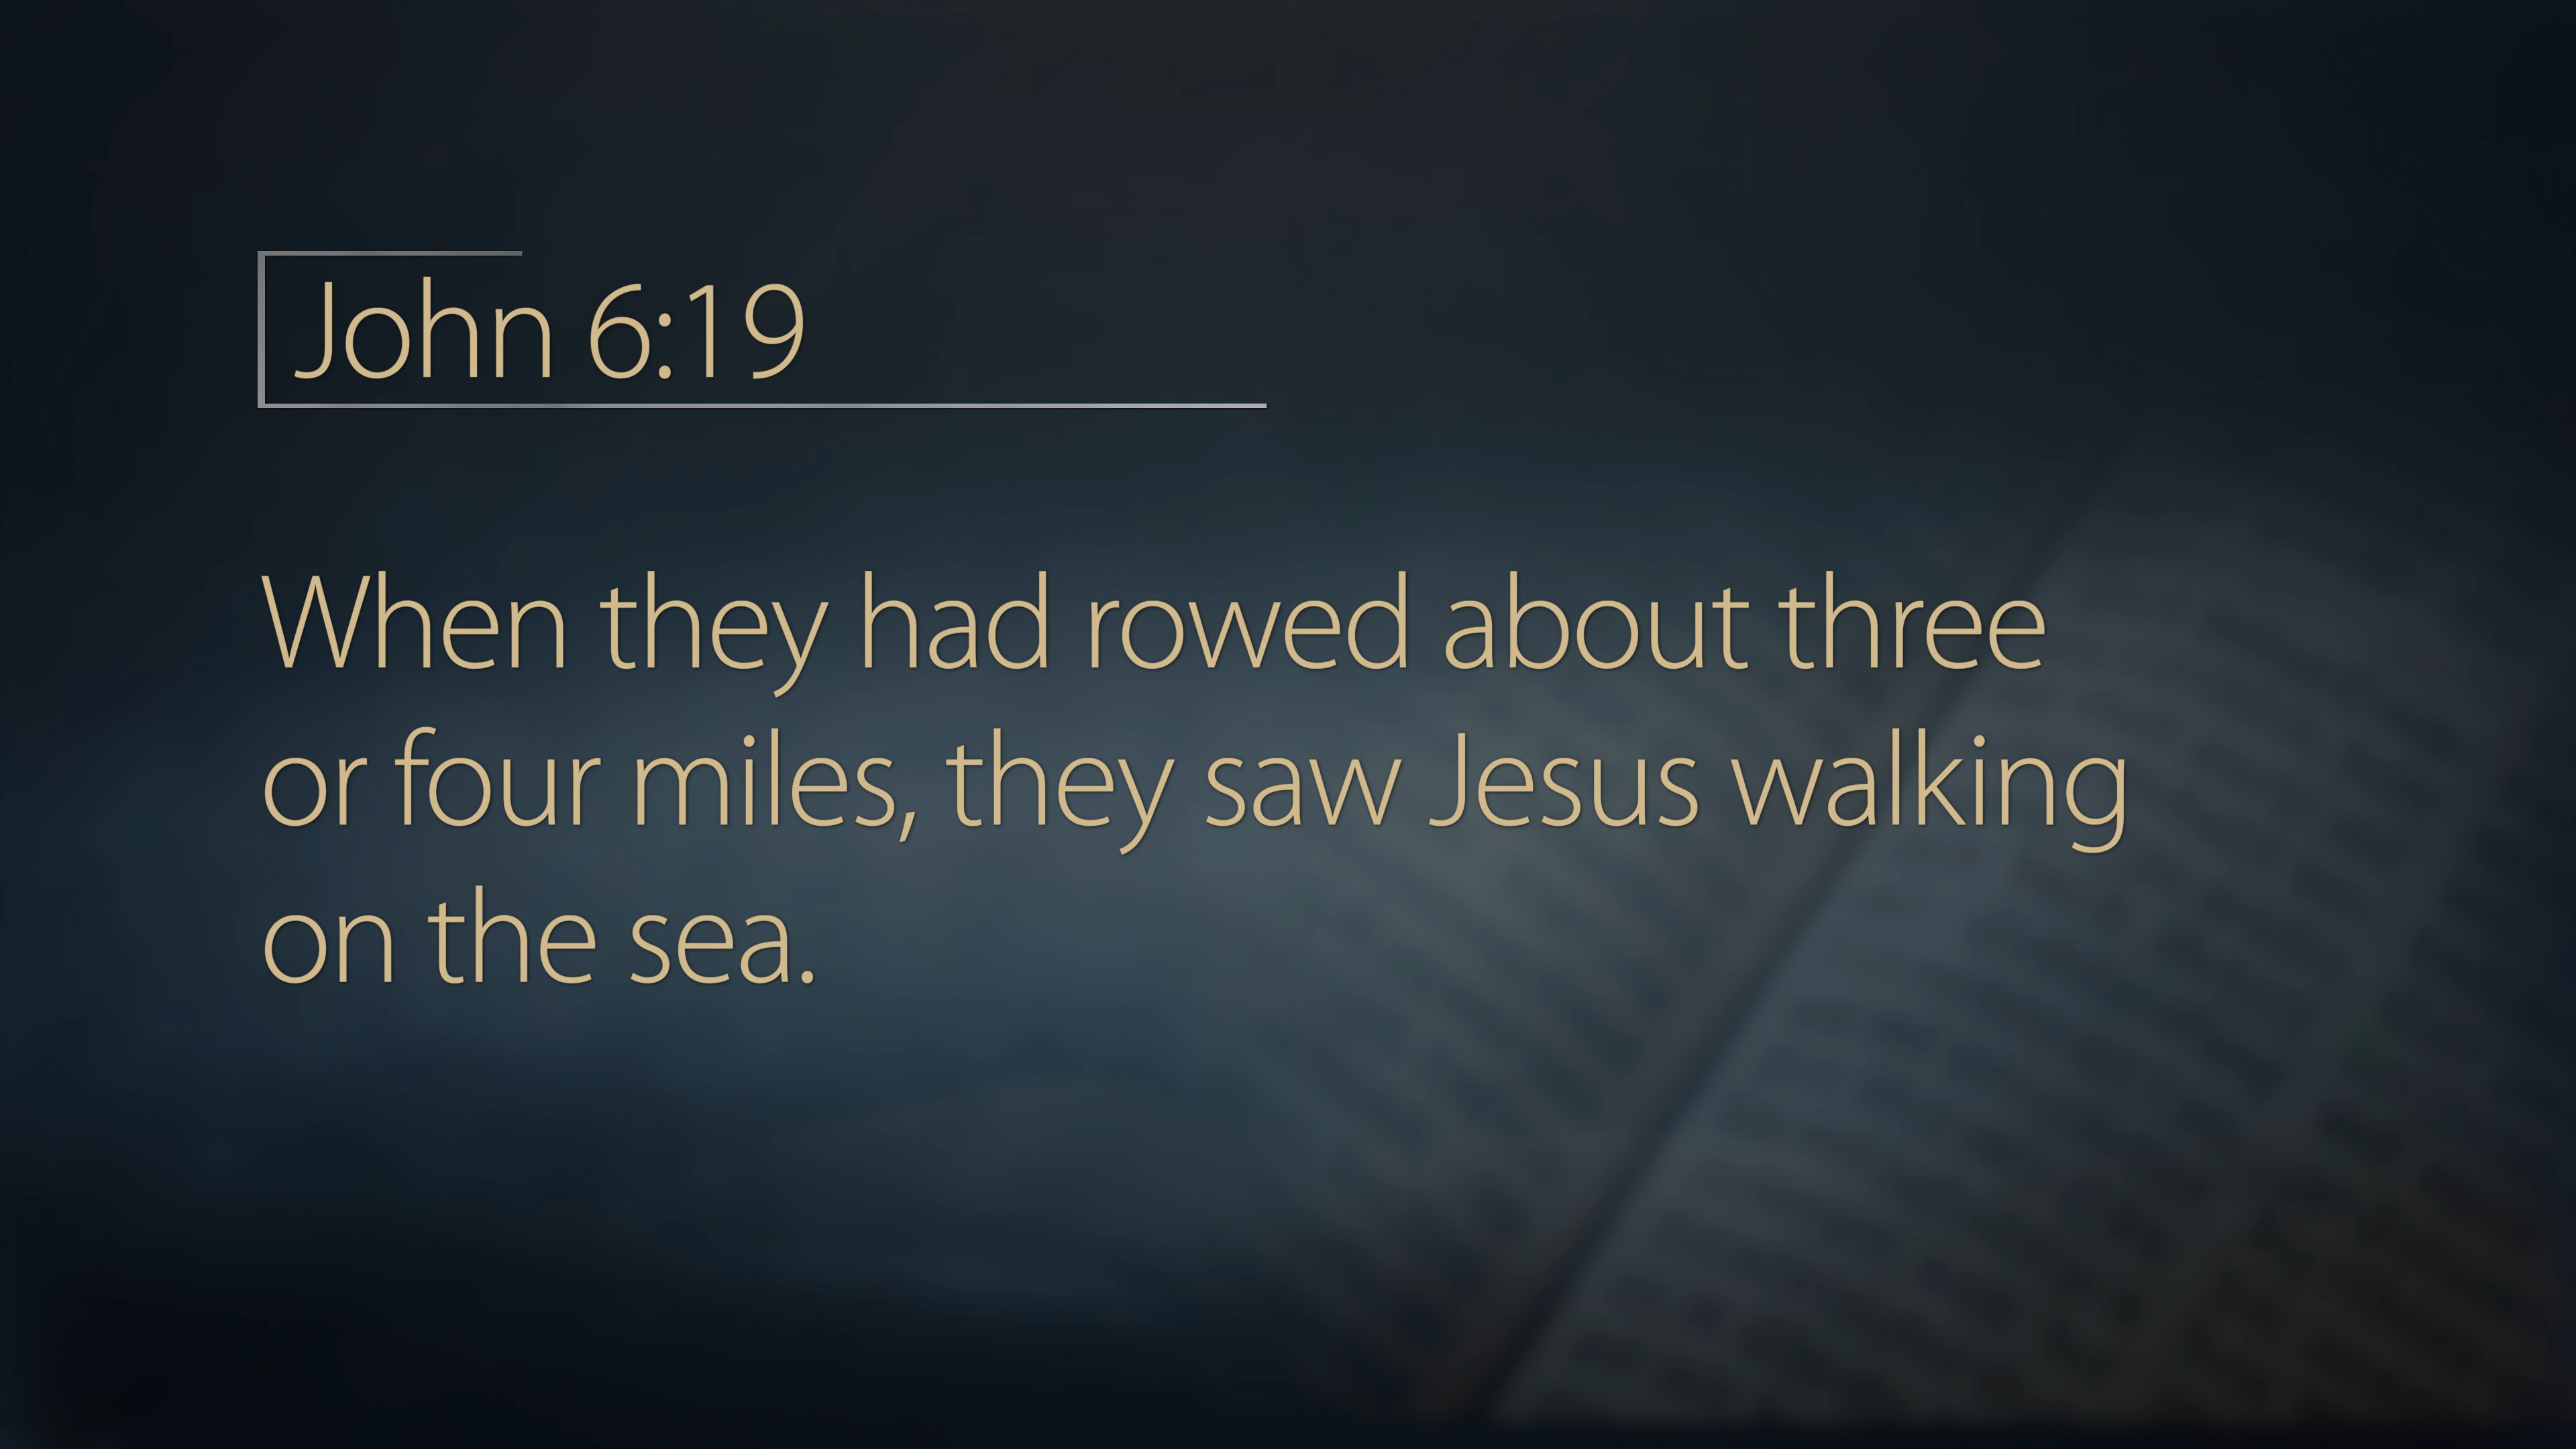 John 6:19
When they had rowed about three
or four miles, they saw Jesus walking
on the sea.